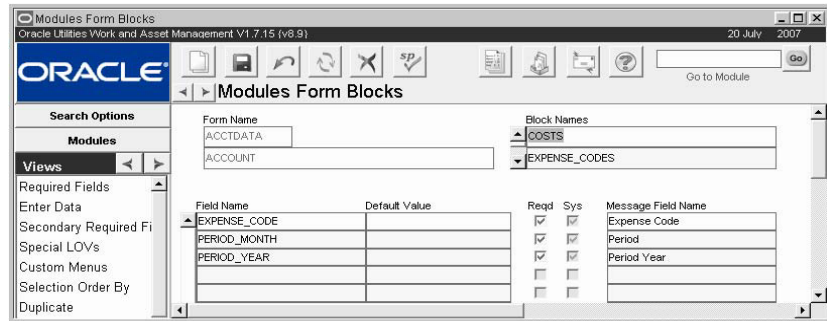 Modules Form Blocks
Oracle Utilities Work and Asset Management V1.7.15 (v8.9) 20 July 2007
ORACLE
sp
Go
Go to Module
Modules Form Blocks
Search Options
Modules
Views
Required Fields
Enter Data
Secondary Required Fi
Special LOVs
Custom Menus
Selection Order By
Duplicate
Form Name Block Names
ACCTDATA COSTS
ACCOUNT EXPENSE_CODES
Field Name Default Value Reqd Sys Message Field Name
EXPENSE_CODE Expense Code
PERIOD_MONTH Period
PERIOD_YEAR Period Year